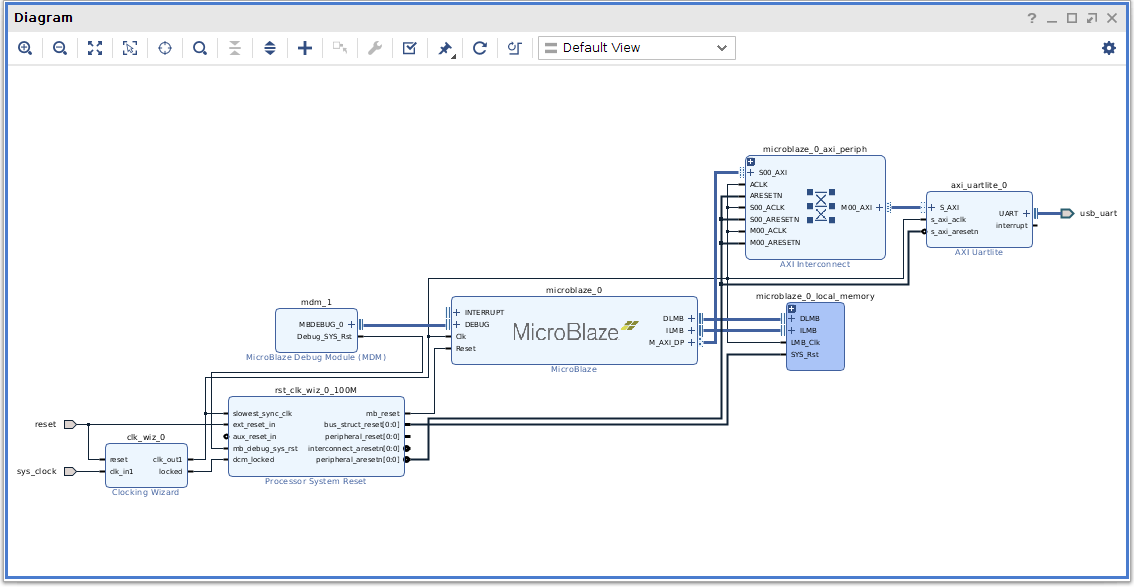 Diagram
Default View
microblaze_0_axi_periph
S00_AXI
ACLK
ARESETN
S00_ACLK
S00_ARESETN
M00_ACLK
M00_ARESETN
M00_AXI
AXI Interconnect
axi_uartlite_0
S_AXI
s_axi_aclk
s_axi_aresetn
UART
interrupt
AXI Uartlite
usb_uart
mdm_1
MBDEBUG_0
Debug_SYS_Rst
MicroBlaze Debug Module (MDM)
microblaze_0
INTERRUPT
DEBUG
Clk
Reset
MicroBlaze
DLMB
ILMB
M_AXI_DP
MicroBlaze
microblaze_0_local_memory
DLMB
ILMB
LMB_Clk
SYS_Rst
rst_clk_wiz_0_100M
slowest_sync_clk
ext_reset_in
aux_reset_in
mb_debug_sys_rst
dcm_locked
mb_reset
bus_struct_reset[0:0]
peripheral_reset[0:0]
interconnect_aresetn[0:0]
peripheral_aresetn[0:0]
Processor System Reset
reset
sys_clock
clk_wiz_0
reset
clk_in1
clk_out1
locked
Clocking Wizard